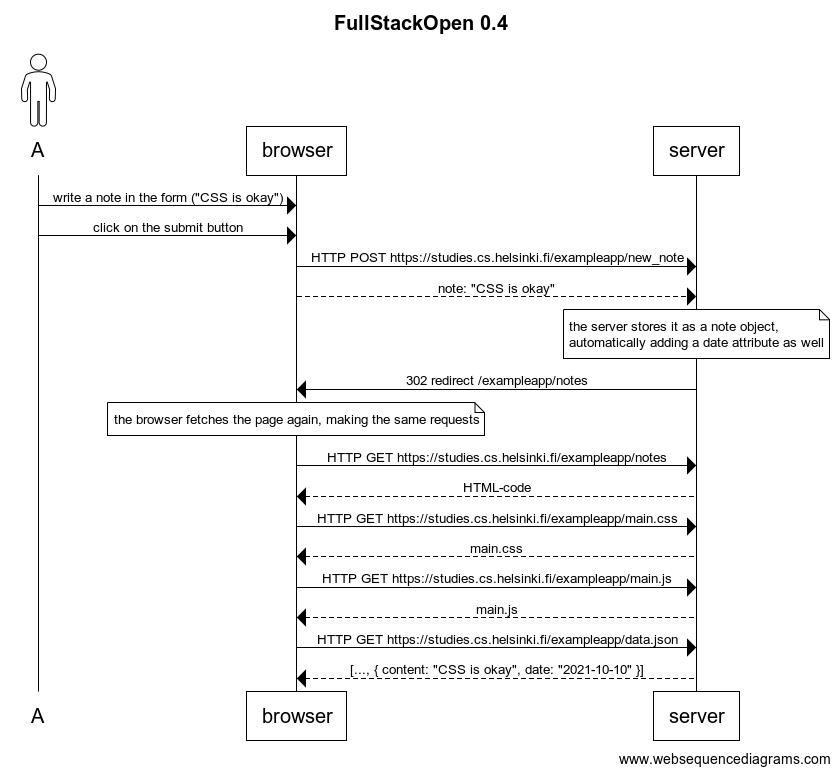 FullStackOpen 0.4
A
browser
server
write a note in the form ("CSS is okay")
click on the submit button
HTTP POST https://studies.cs.helsinki.fi/exampleapp/new_note
note: "CSS is okay"
the server stores it as a note object,
automatically adding a date attribute as well
302 redirect /exampleapp/notes
the browser fetches the page again, making the same requests
HTTP GET https://studies.cs.helsinki.fi/exampleapp/notes
HTML-code
HTTP GET https://studies.cs.helsinki.fi/exampleapp/main.css
main.css
HTTP GET https://studies.cs.helsinki.fi/exampleapp/main.js
main.js
HTTP GET https://studies.cs.helsinki.fi/exampleapp/data.json
[..., { content: "CSS is okay", date: "2021-10-10" }]
A
browser
server
www.websequencediagrams.com